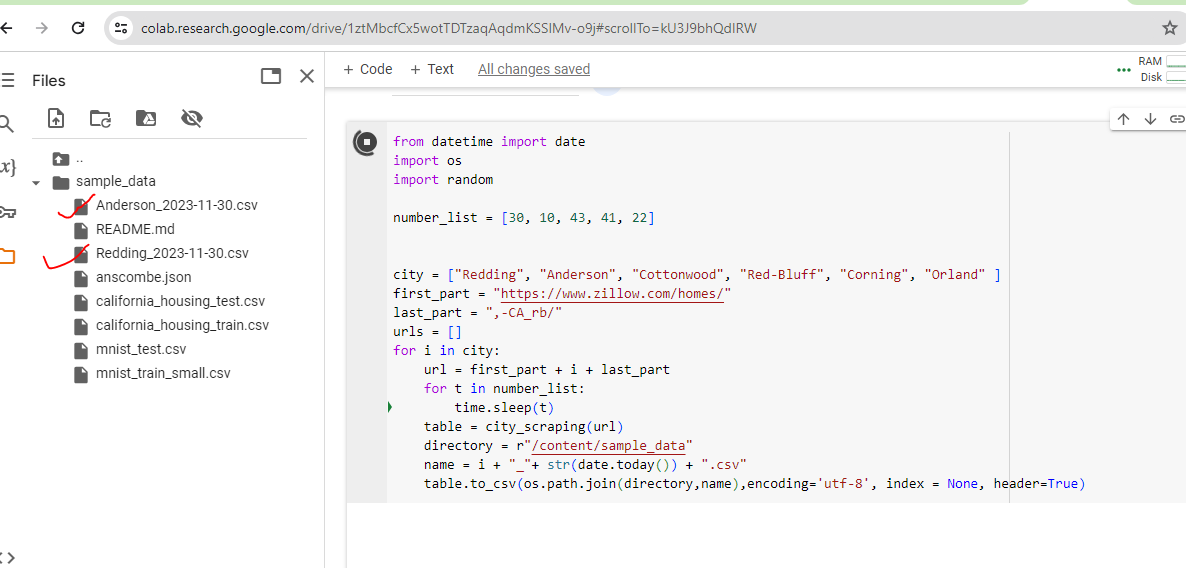 colab.research.google.com/drive/1ztMbcfCx5wotTDTzaqAqdmKSSlMv-o9j#scrollTo=kU3J9bhQdIRW
Files
+ Code + Text All changes saved
RAM
Disk
..
sample_data
Anderson_2023-11-30.csv
README.md
Redding_2023-11-30.csv
anscombe.json
california_housing_test.csv
california_housing_train.csv
mnist_test.csv
mnist_train_small.csv
from datetime import date
import os
import random
number_list = [30, 10, 43, 41, 22]
city = ["Redding", "Anderson", "Cottonwood", "Red-Bluff", "Corning", "Orland" ]
first_part = "https://www.zillow.com/homes/"
last_part = ",-CA_rb/"
urls = []
for i in city:
    url = first_part + i + last_part
    for t in number_list:
        time.sleep(t)
    table = city_scraping(url)
    directory = r"/content/sample_data"
    name = i + "_"+ str(date.today()) + ".csv"
    table.to_csv(os.path.join(directory,name),encoding='utf-8', index = None, header=True)